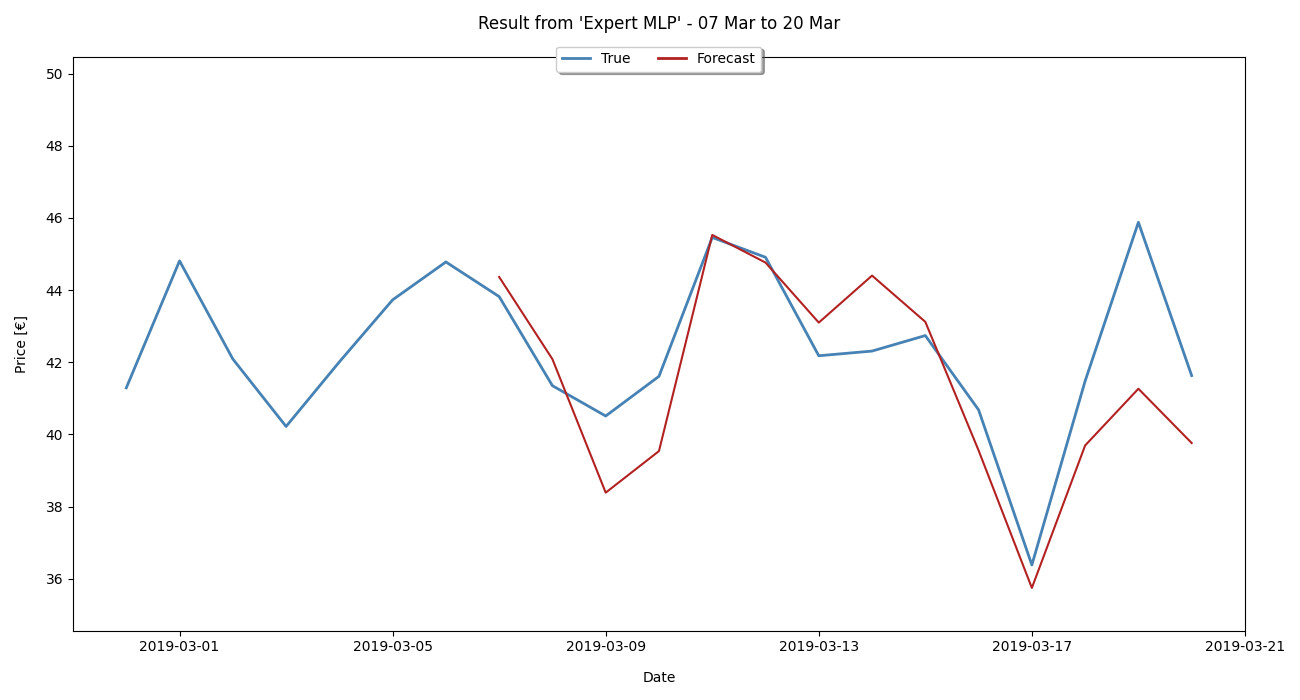 Result from 'Expert MLP' - 07 Mar to 20 Mar
True Forecast
50
48
46
44
42
40
38
36
Price [€]
2019-03-01 2019-03-05 2019-03-09 2019-03-13 2019-03-17 2019-03-21
Date